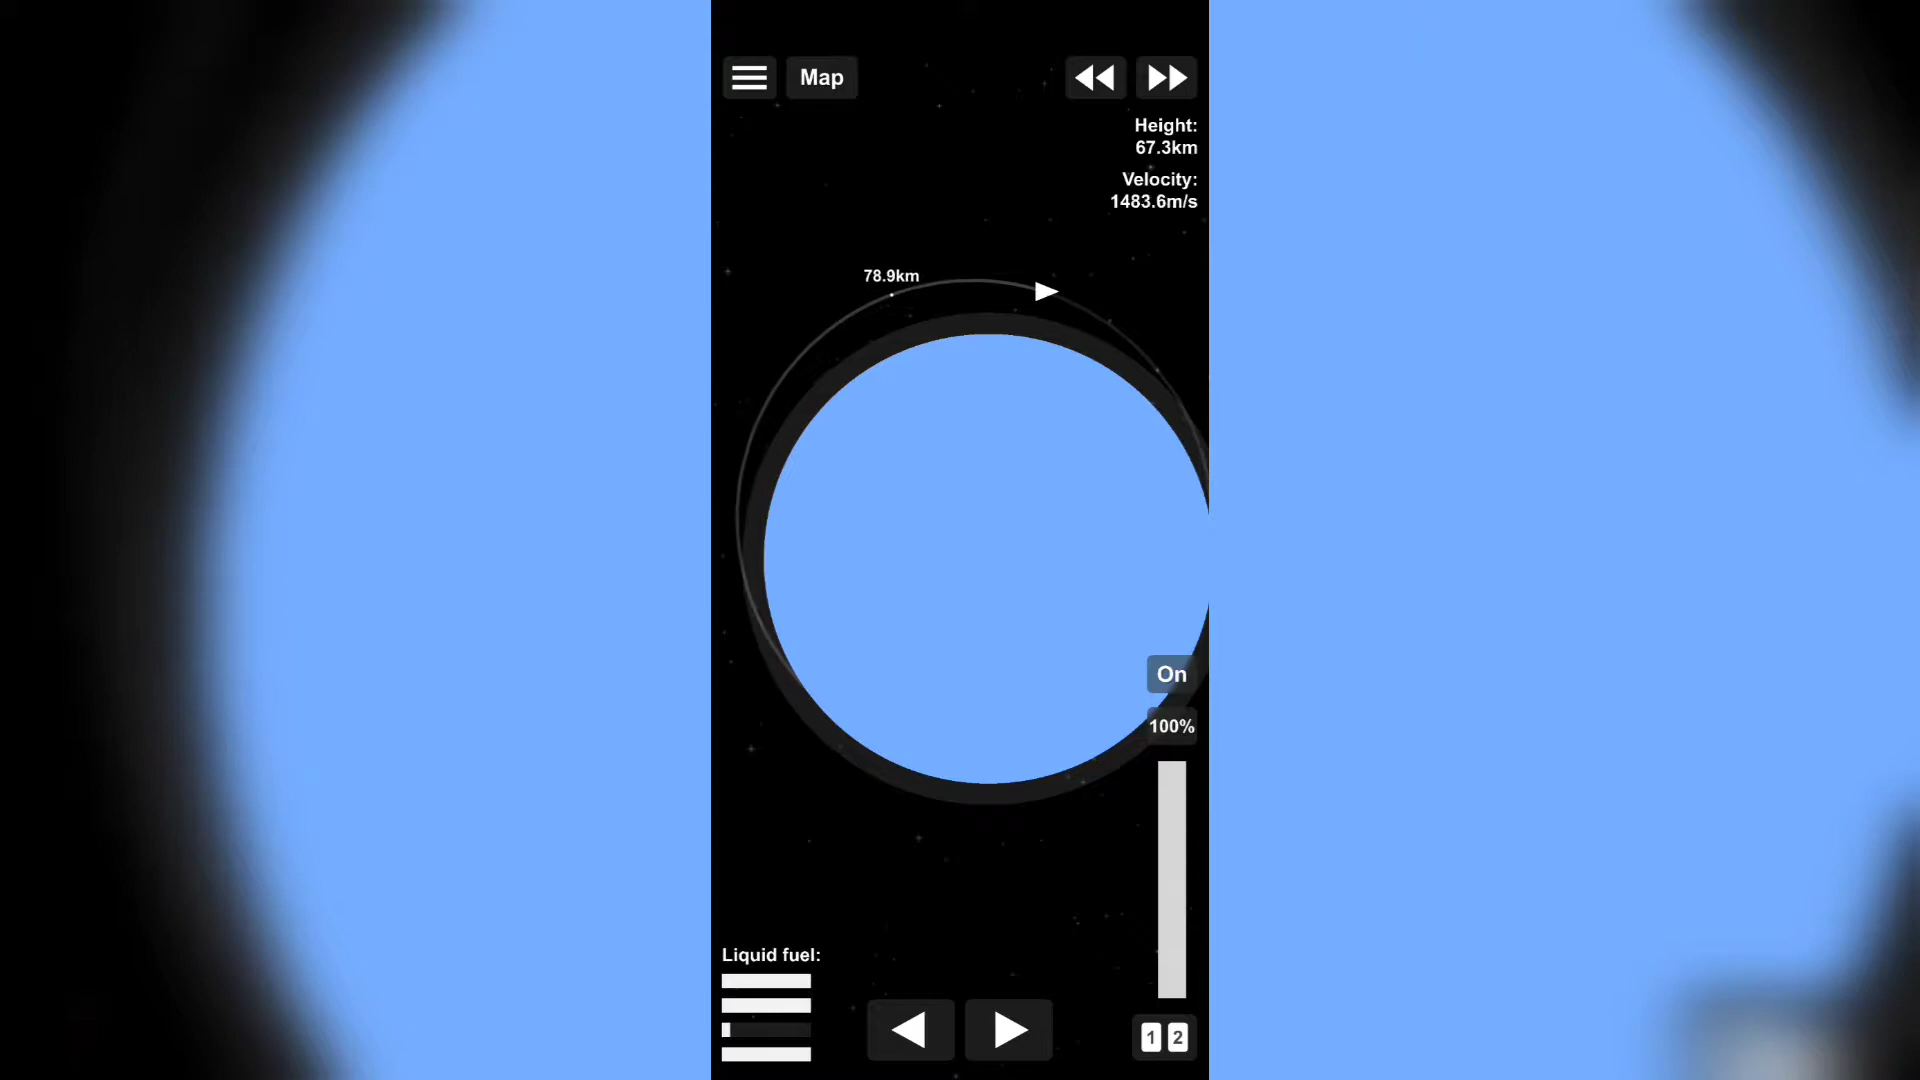 Map
Height:
67.3km
Velocity:
1483.6m/s
78.9km
On
100%
Liquid fuel:
1 2